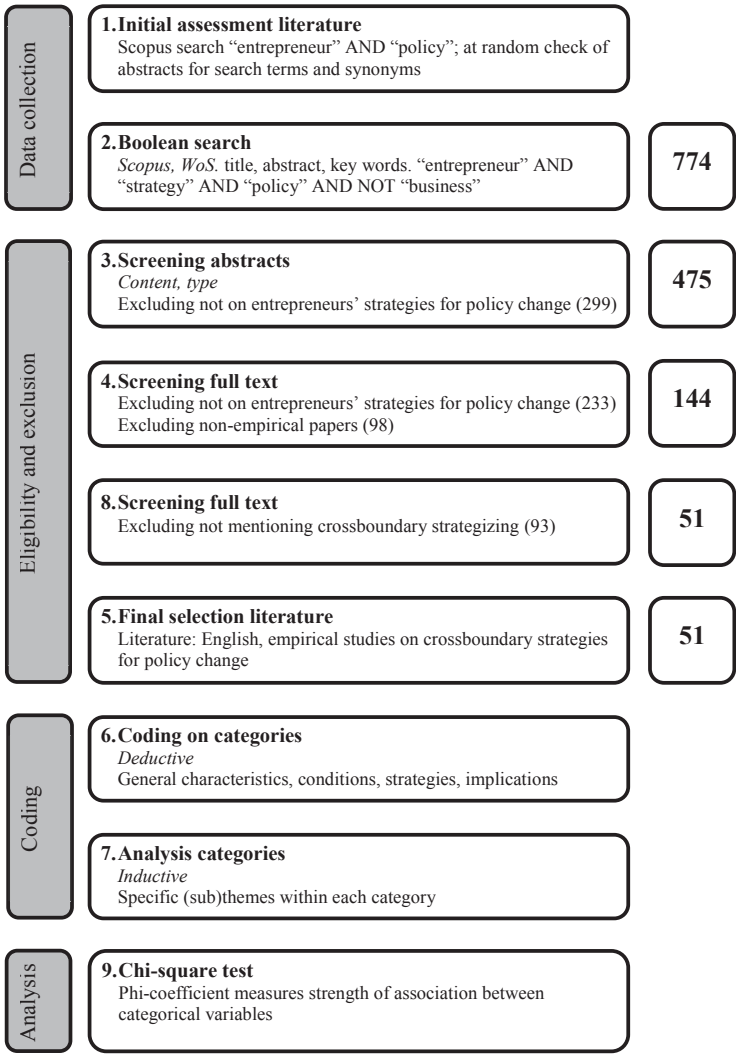 Data collection
1.Initial assessment literature
Scopus search “entrepreneur” AND “policy”; at random check of
abstracts for search terms and synonyms
2.Boolean search
Scopus, WoS. title, abstract, key words. “entrepreneur” AND
“strategy” AND “policy” AND NOT “business”
774
Eligibility and exclusion
3.Screening abstracts
Content, type
Excluding not on entrepreneurs’ strategies for policy change (299)
475
4.Screening full text
Excluding not on entrepreneurs’ strategies for policy change (233)
Excluding non-empirical papers (98)
144
8.Screening full text
Excluding not mentioning crossboundary strategizing (93)
51
5.Final selection literature
Literature: English, empirical studies on crossboundary strategies
for policy change
51
Coding
6.Coding on categories
Deductive
General characteristics, conditions, strategies, implications
7.Analysis categories
Inductive
Specific (sub)themes within each category
Analysis
9.Chi-square test
Phi-coefficient measures strength of association between
categorical variables